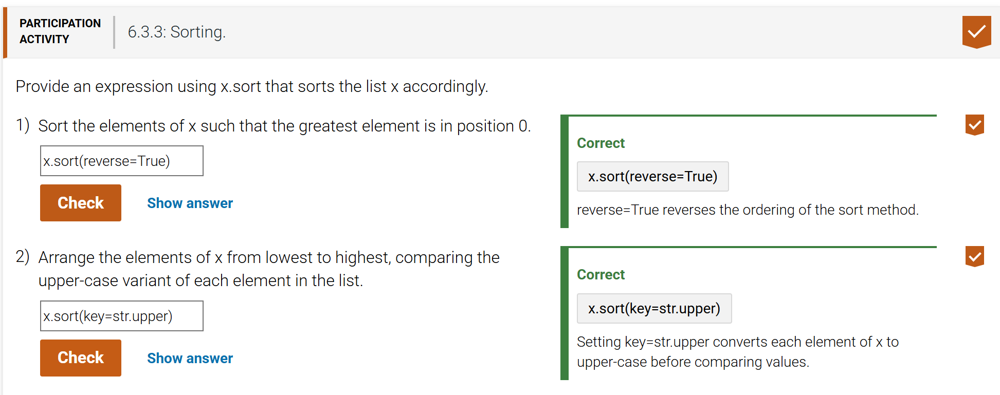 PARTICIPATION
ACTIVITY
6.3.3: Sorting.
Provide an expression using x.sort that sorts the list x accordingly.
1) Sort the elements of x such that the greatest element is in position 0.
x.sort(reverse=True)
Check
Show answer
Correct
x.sort(reverse=True)
reverse=True reverses the ordering of the sort method.
2) Arrange the elements of x from lowest to highest, comparing the
upper-case variant of each element in the list.
x.sort(key=str.upper)
Check
Show answer
Correct
x.sort(key=str.upper)
Setting key=str.upper converts each element of x to
upper-case before comparing values.